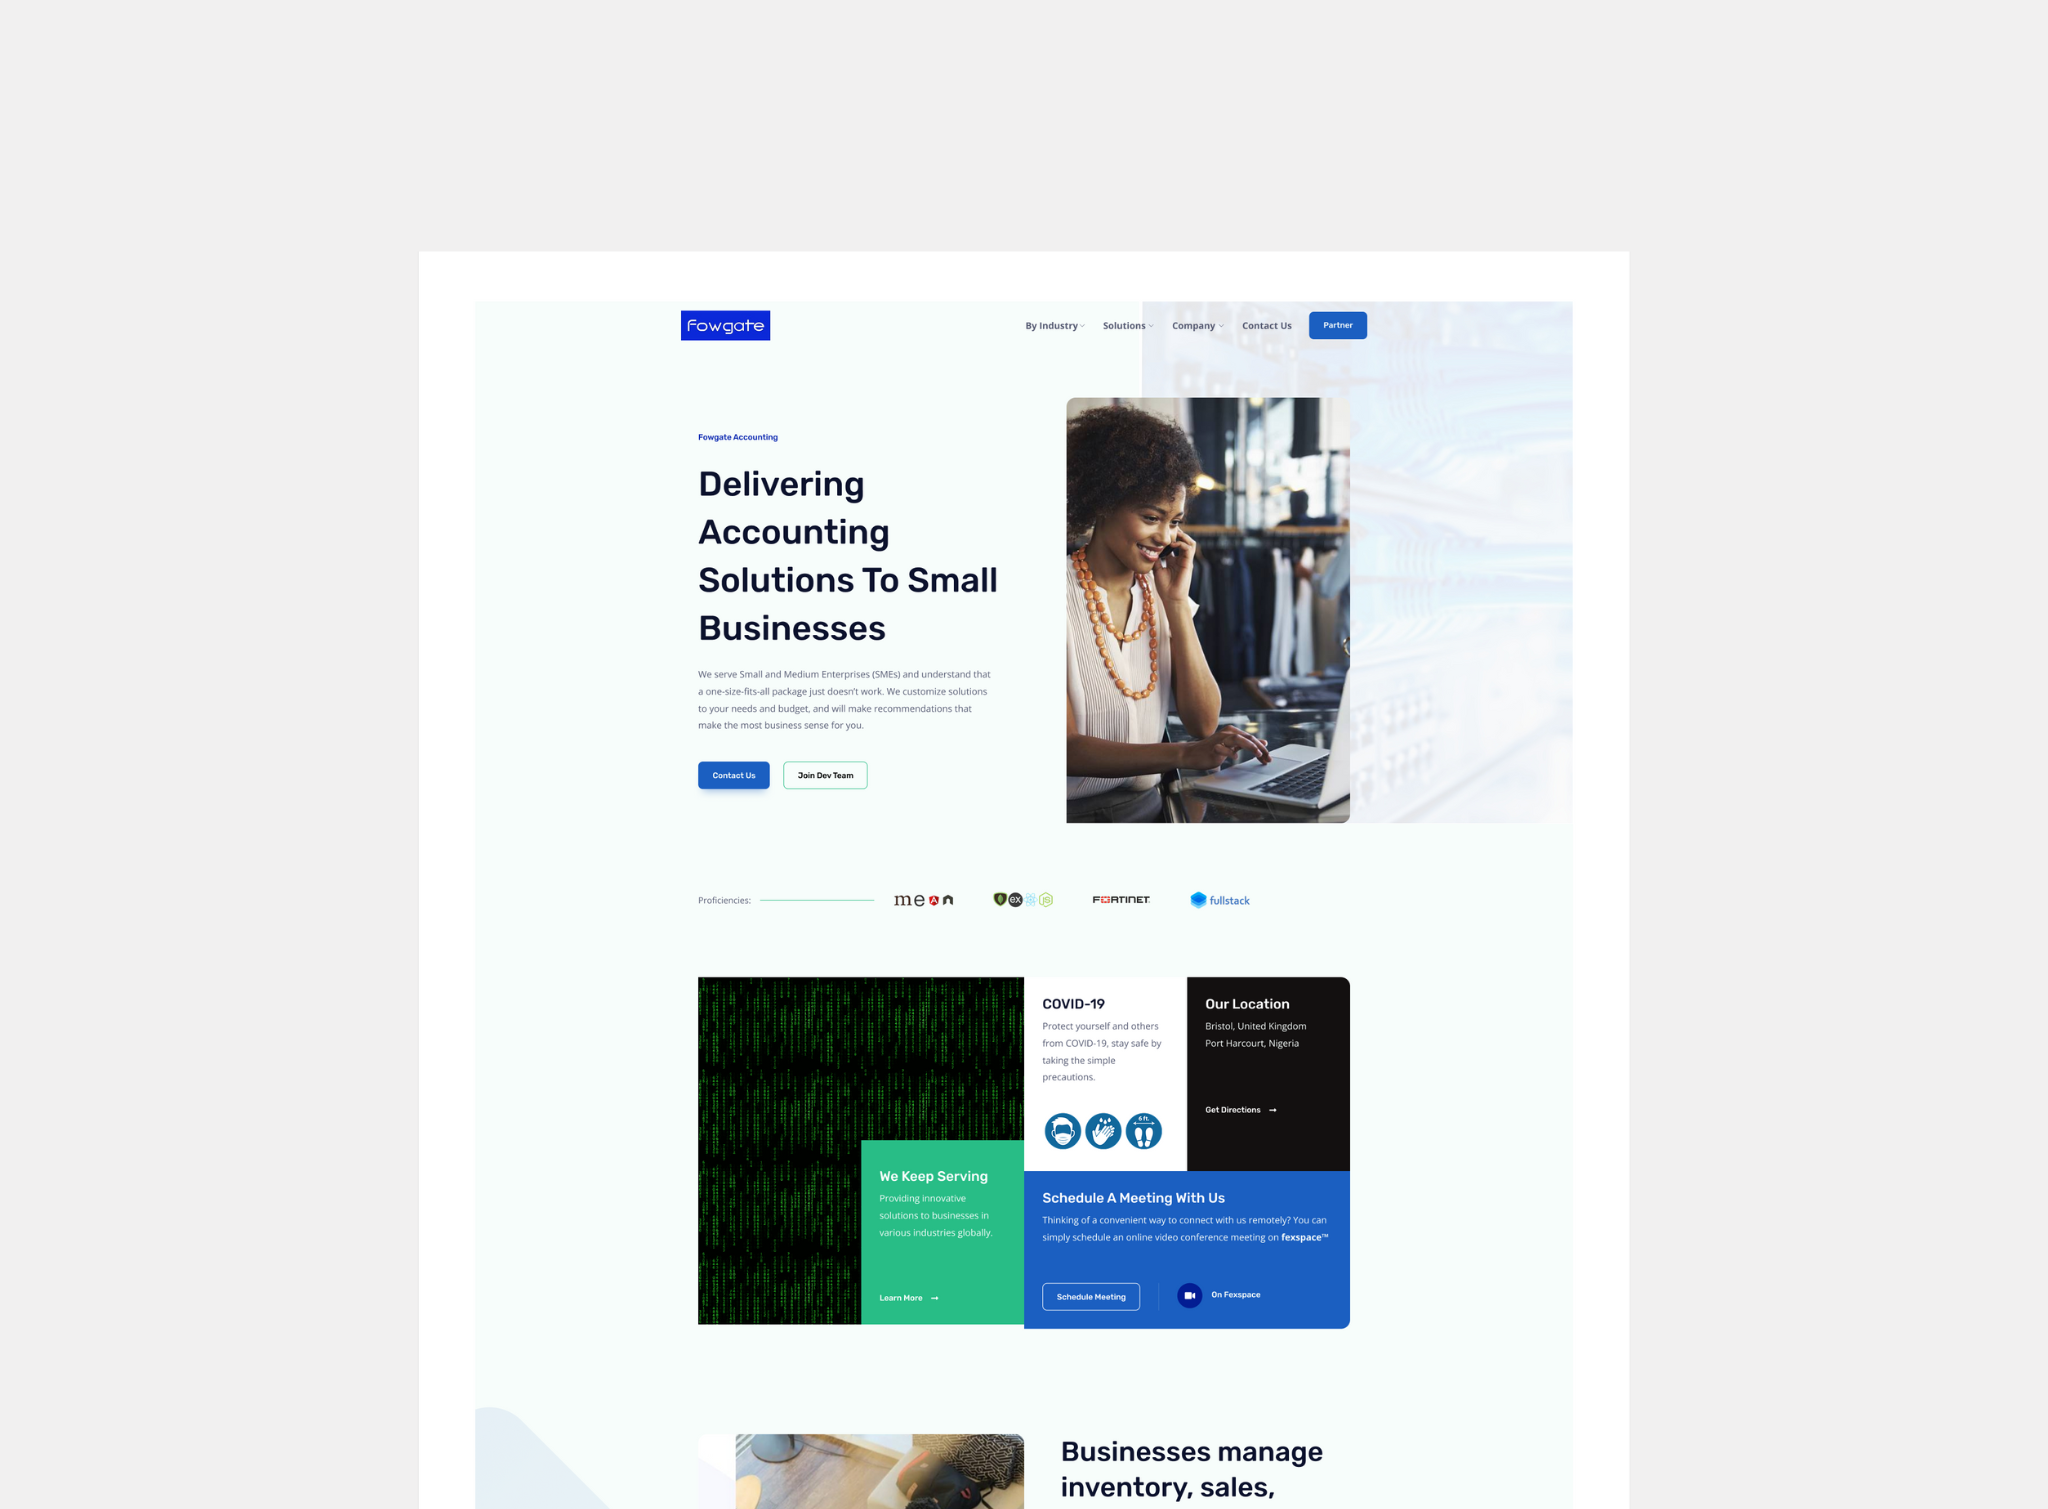 Fowgate
By Industry
Solutions
Company
Contact Us
Partner
Fowgate Accounting
Delivering
Accounting
Solutions To Small
Businesses
We serve Small and Medium Enterprises (SMEs) and understand that
a one-size-fits-all package just doesn't work. We customize solutions
to your needs and budget, and will make recommendations that
make the most business sense for you.
Contact Us
Join Dev Team
Proficiencies:
me A
ex JS
FORTINET
fullstack
COVID-19
Protect yourself and others
from COVID-19, stay safe by
taking the simple
precautions.
6 ft.
Our Location
Bristol, United Kingdom
Port Harcourt, Nigeria
Get Directions
We Keep Serving
Providing innovative
solutions to businesses in
various industries globally.
Learn More
Schedule A Meeting With Us
Thinking of a convenient way to connect with us remotely? You can
simply schedule an online video conference meeting on fexspace™
Schedule Meeting
On Fexspace
Businesses manage
inventory, sales,